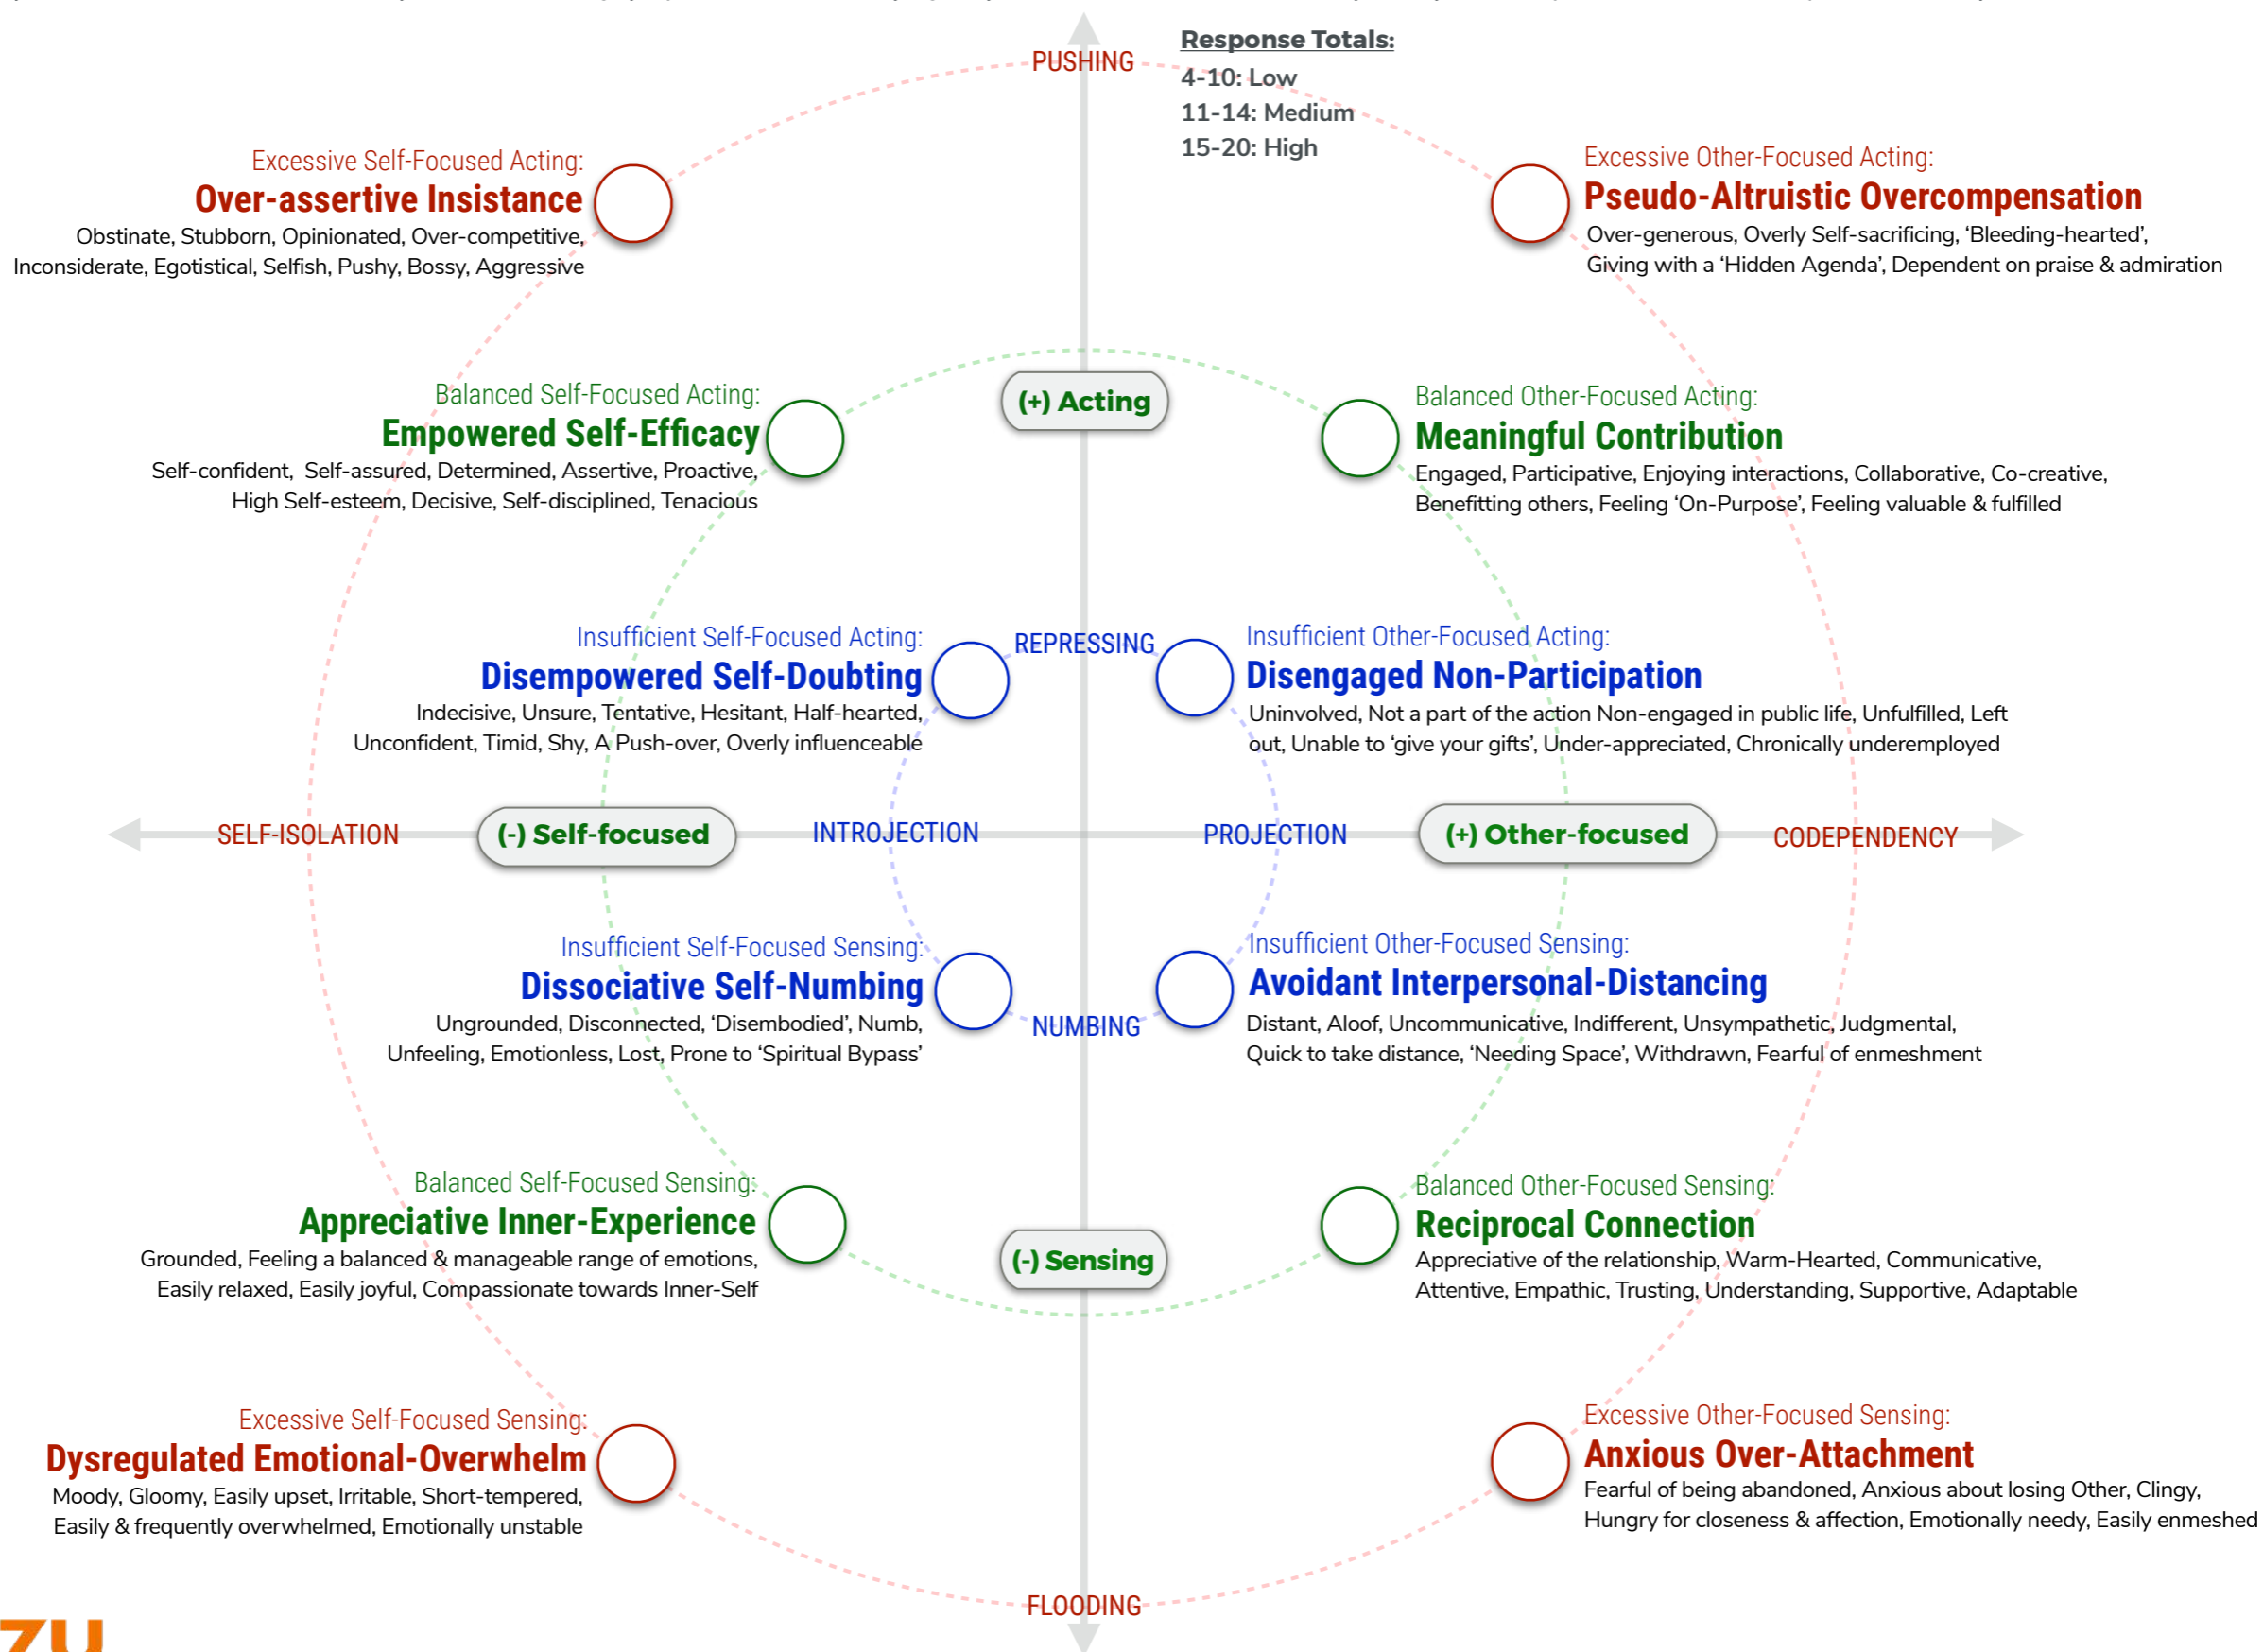 PUSHING
Response Totals:
4-10: Low
11-14: Medium
15-20: High
Excessive Self-Focused Acting:
Over-assertive Insistance
Obstinate, Stubborn, Opinionated, Over-competitive,
Inconsiderate, Egotistical, Selfish, Pushy, Bossy, Aggressive
Excessive Other-Focused Acting:
Pseudo-Altruistic Overcompensation
Over-generous, Overly Self-sacrificing, ‘Bleeding-hearted’,
Giving with a ‘Hidden Agenda’, Dependent on praise & admiration
(+) Acting
Balanced Self-Focused Acting:
Empowered Self-Efficacy
Self-confident, Self-assured, Determined, Assertive, Proactive,
High Self-esteem, Decisive, Self-disciplined, Tenacious
Balanced Other-Focused Acting:
Meaningful Contribution
Engaged, Participative, Enjoying interactions, Collaborative, Co-creative,
Benefitting others, Feeling ‘On-Purpose’, Feeling valuable & fulfilled
REPRESSING
Insufficient Self-Focused Acting:
Disempowered Self-Doubting
Indecisive, Unsure, Tentative, Hesitant, Half-hearted,
Unconfident, Timid, Shy, A Push-over, Overly influenceable
Insufficient Other-Focused Acting:
Disengaged Non-Participation
Uninvolved, Not a part of the action Non-engaged in public life, Unfulfilled, Left
out, Unable to ‘give your gifts’, Under-appreciated, Chronically underemployed
SELF-ISOLATION
(-) Self-focused
INTROJECTION
PROJECTION
(+) Other-focused
CODEPENDENCY
Insufficient Self-Focused Sensing:
Dissociative Self-Numbing
Ungrounded, Disconnected, ‘Disembodied’, Numb,
Unfeeling, Emotionless, Lost, Prone to ‘Spiritual Bypass’
NUMBING
Insufficient Other-Focused Sensing:
Avoidant Interpersonal-Distancing
Distant, Aloof, Uncommunicative, Indifferent, Unsympathetic, Judgmental,
Quick to take distance, ‘Needing Space’, Withdrawn, Fearful of enmeshment
Balanced Self-Focused Sensing:
Appreciative Inner-Experience
Grounded, Feeling a balanced & manageable range of emotions,
Easily relaxed, Easily joyful, Compassionate towards Inner-Self
(-) Sensing
Balanced Other-Focused Sensing:
Reciprocal Connection
Appreciative of the relationship, Warm-Hearted, Communicative,
Attentive, Empathic, Trusting, Understanding, Supportive, Adaptable
Excessive Self-Focused Sensing:
Dysregulated Emotional-Overwhelm
Moody, Gloomy, Easily upset, Irritable, Short-tempered,
Easily & frequently overwhelmed, Emotionally unstable
Excessive Other-Focused Sensing:
Anxious Over-Attachment
Fearful of being abandoned, Anxious about losing Other, Clingy,
Hungry for closeness & affection, Emotionally needy, Easily enmeshed
FLOODING